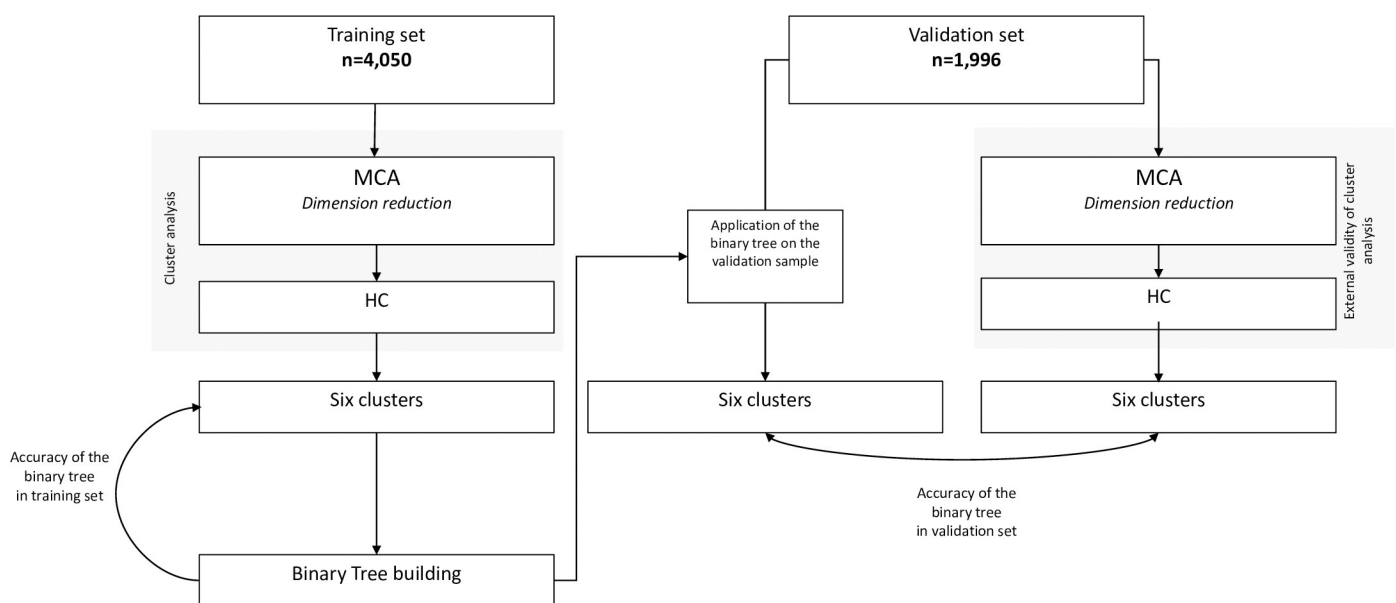 Training set
n=4,050
Cluster analysis
MCA
Dimension reduction
HC
Six clusters
Accuracy of the
binary tree
in training set
Binary Tree building
Validation set
n=1,996
Application of the
binary tree on the
validation sample
Six clusters
MCA
Dimension reduction
HC
External validity of cluster
analysis
Six clusters
Accuracy of the
binary tree
in validation set